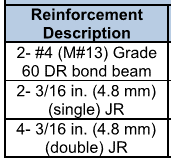 Reinforcement
Description
2- #4 (M#13) Grade
60 DR bond beam
2- 3/16 in. (4.8 mm)
(single) JR
4- 3/16 in. (4.8 mm)
(double) JR